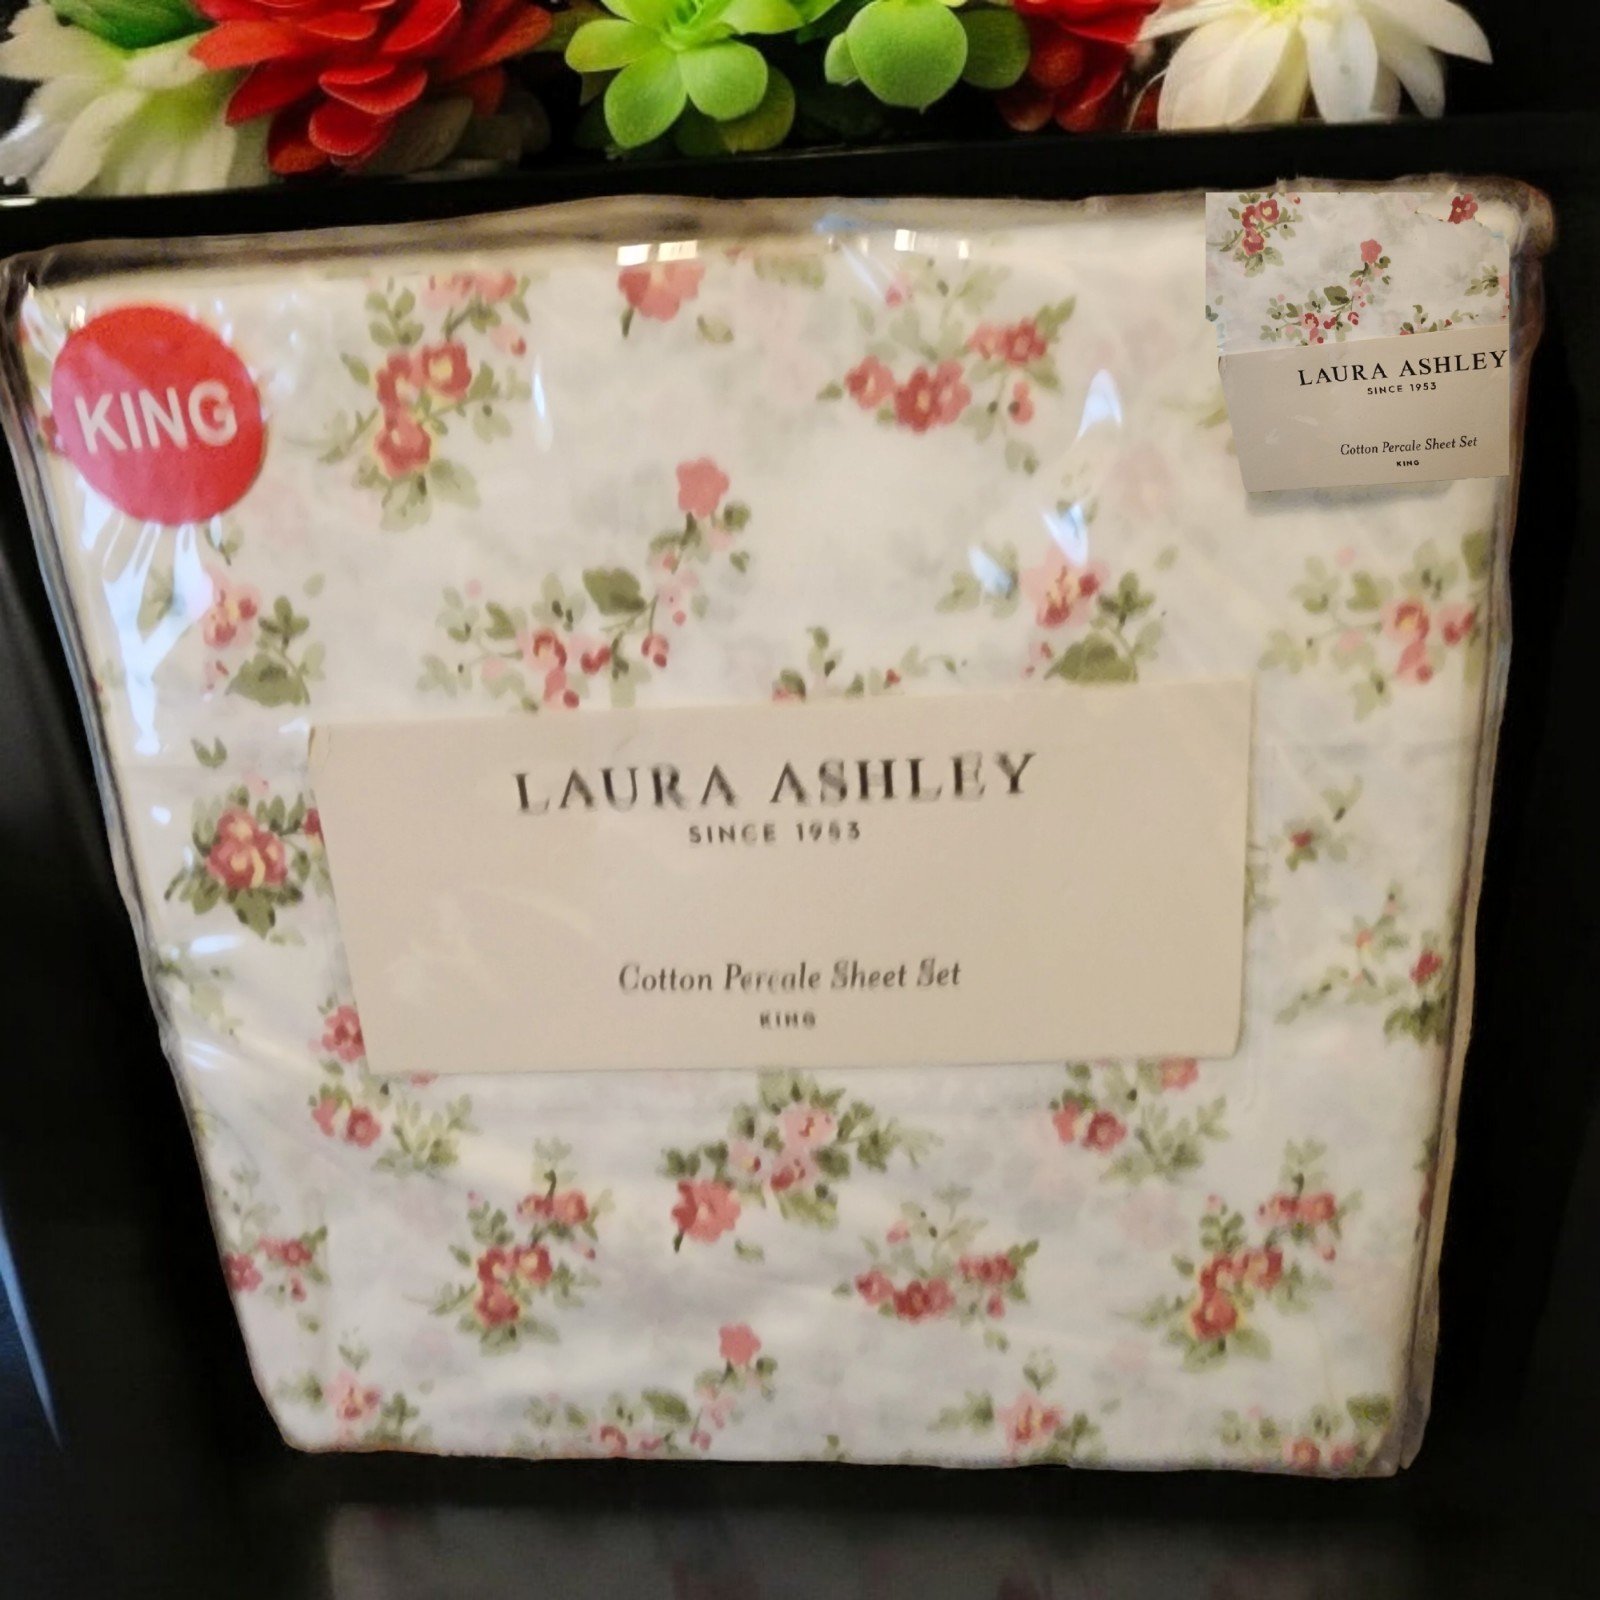 KING
LAURA ASHLEY
SINCE 1953
Cotton Percale Sheet Set
KING
LAURA ASHLEY
SINCE 1953
Cotton Percale Sheet Set
KING